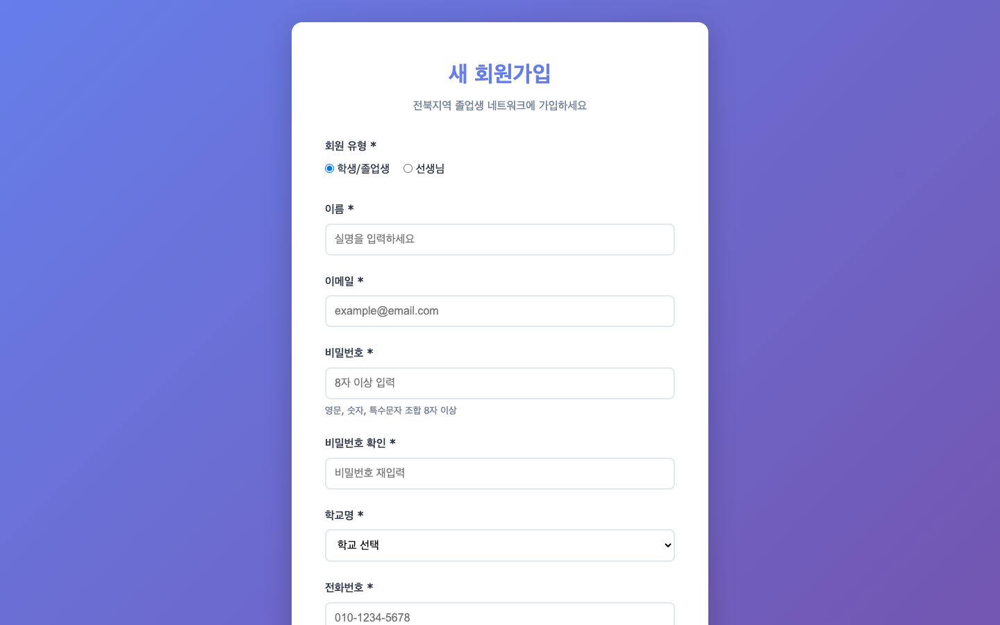 새 회원가입
전북지역 졸업생 네트워크에 가입하세요
회원 유형 *
학생/졸업생 선생님
이름 *
실명을 입력하세요
이메일 *
example@email.com
비밀번호 *
8자 이상 입력
영문, 숫자, 특수문자 조합 8자 이상
비밀번호 확인 *
비밀번호 재입력
학교명 *
학교 선택
전화번호 *
010-1234-5678